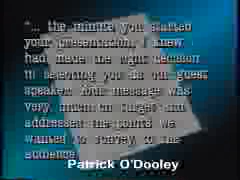 "... the minute you started
your presentation, I knew I
had made the right decision
in selecting you as our guest
speaker. Your message was
very much on target and
addressed the points we
wanted to convey to the
audience.
Patrick O'Dooley